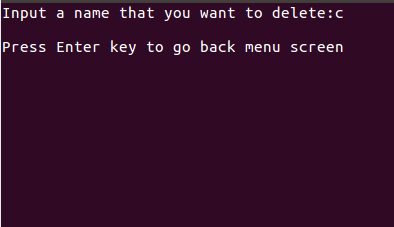 Input a name that you want to delete:c
Press Enter key to go back menu screen